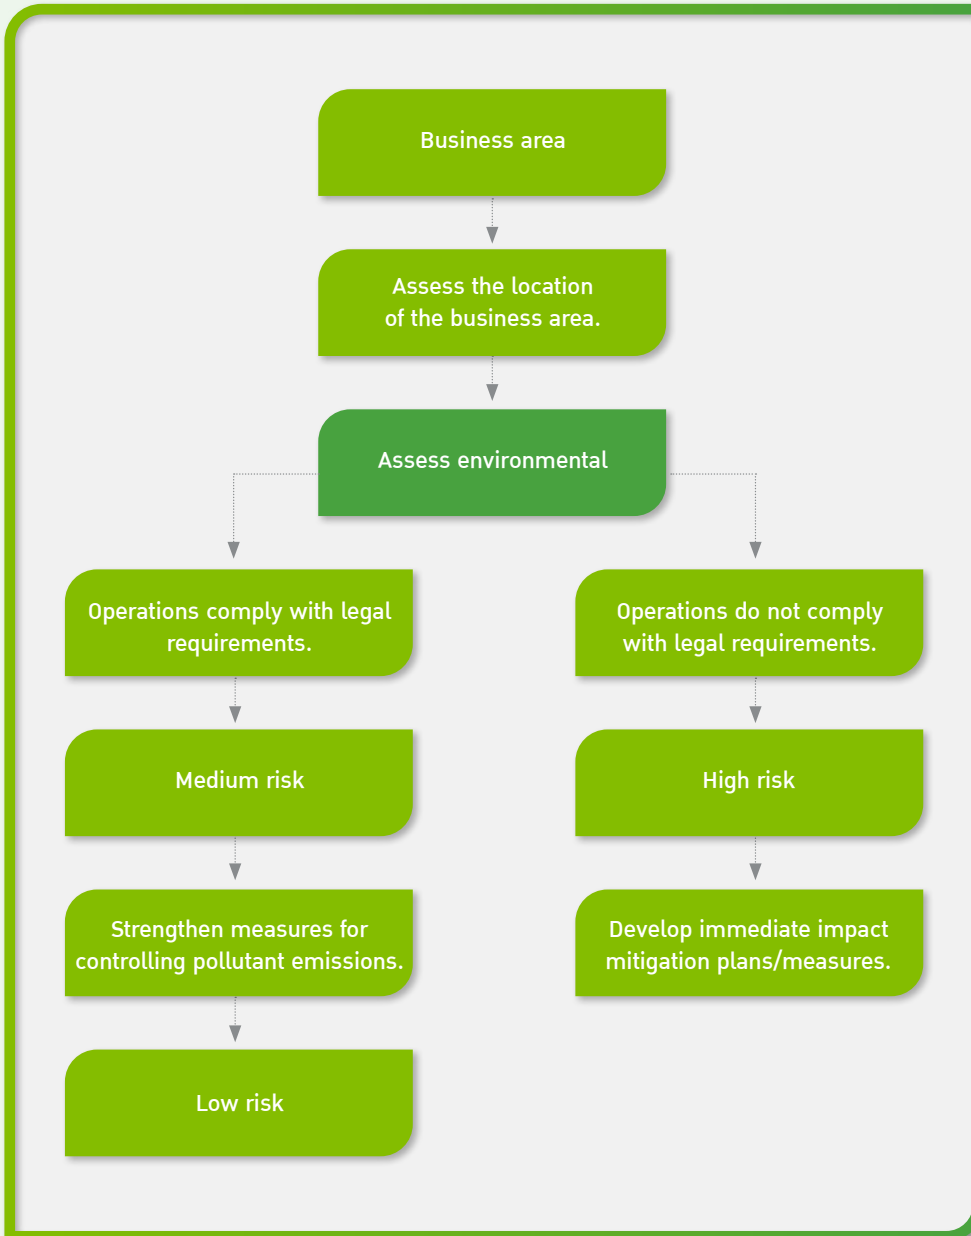 Business area
Assess the location
of the business area.
Assess environmental
Operations comply with legal
requirements.
Operations do not comply
with legal requirements.
Medium risk
High risk
Strengthen measures for
controlling pollutant emissions.
Develop immediate impact
mitigation plans/measures.
Low risk